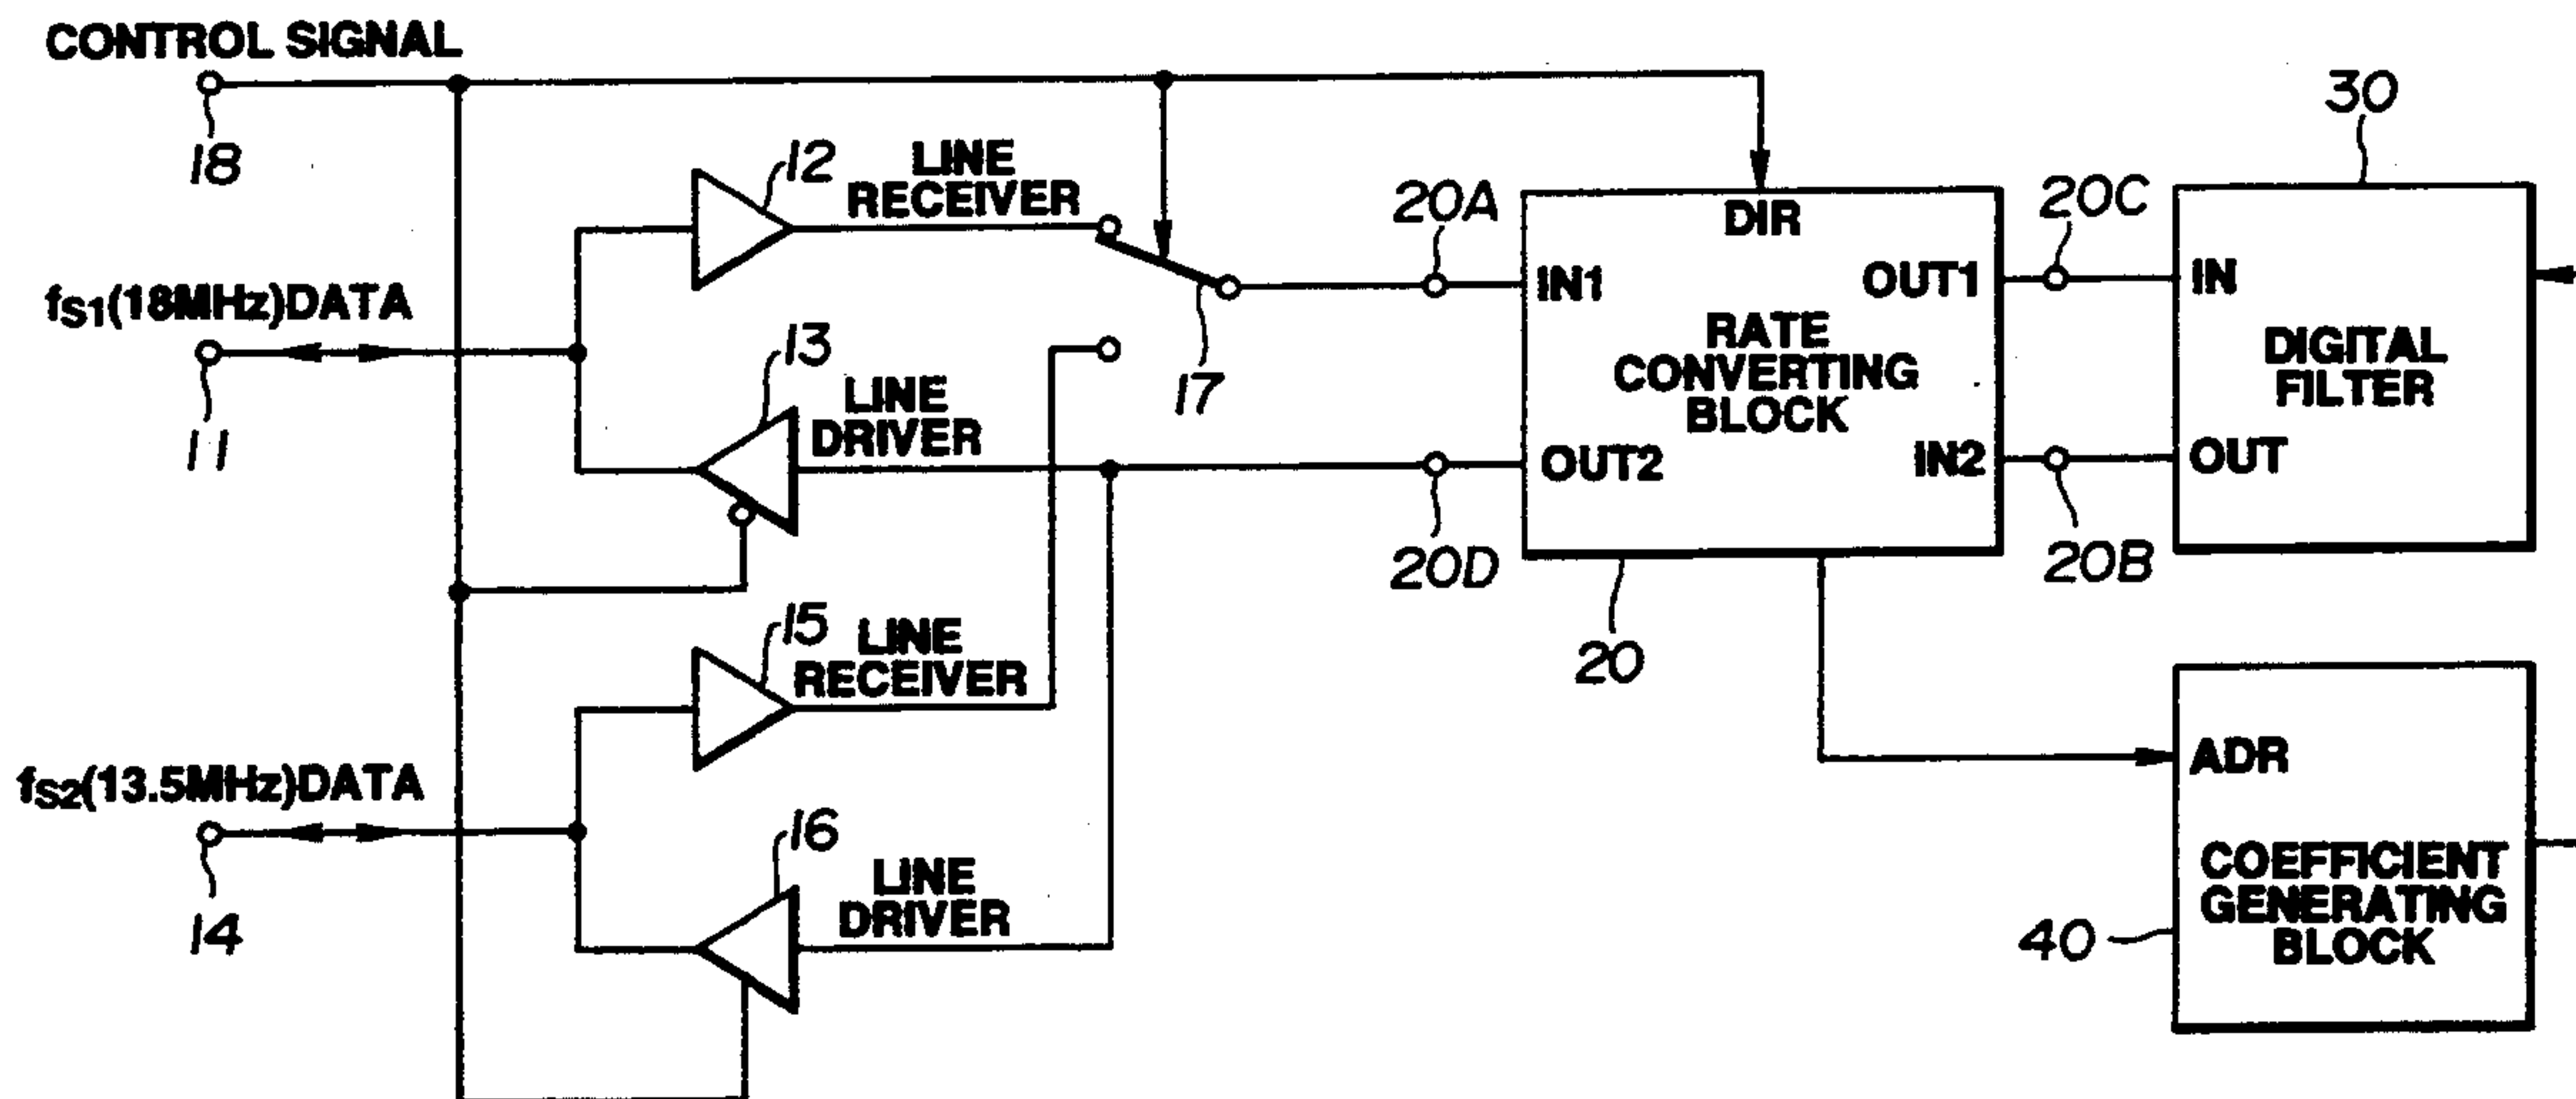 CONTROL SIGNAL
18
12
LINE
RECEIVER
20A
DIR
20C
30
fS1(18MHz)DATA
11
13
LINE
DRIVER
17
IN1
OUT1
RATE
CONVERTING
BLOCK
OUT2
IN2
IN
DIGITAL
FILTER
OUT
20D
20
20B
15
LINE
RECEIVER
fS2(13.5MHz)DATA
14
16
LINE
DRIVER
ADR
COEFFICIENT
GENERATING
BLOCK
40